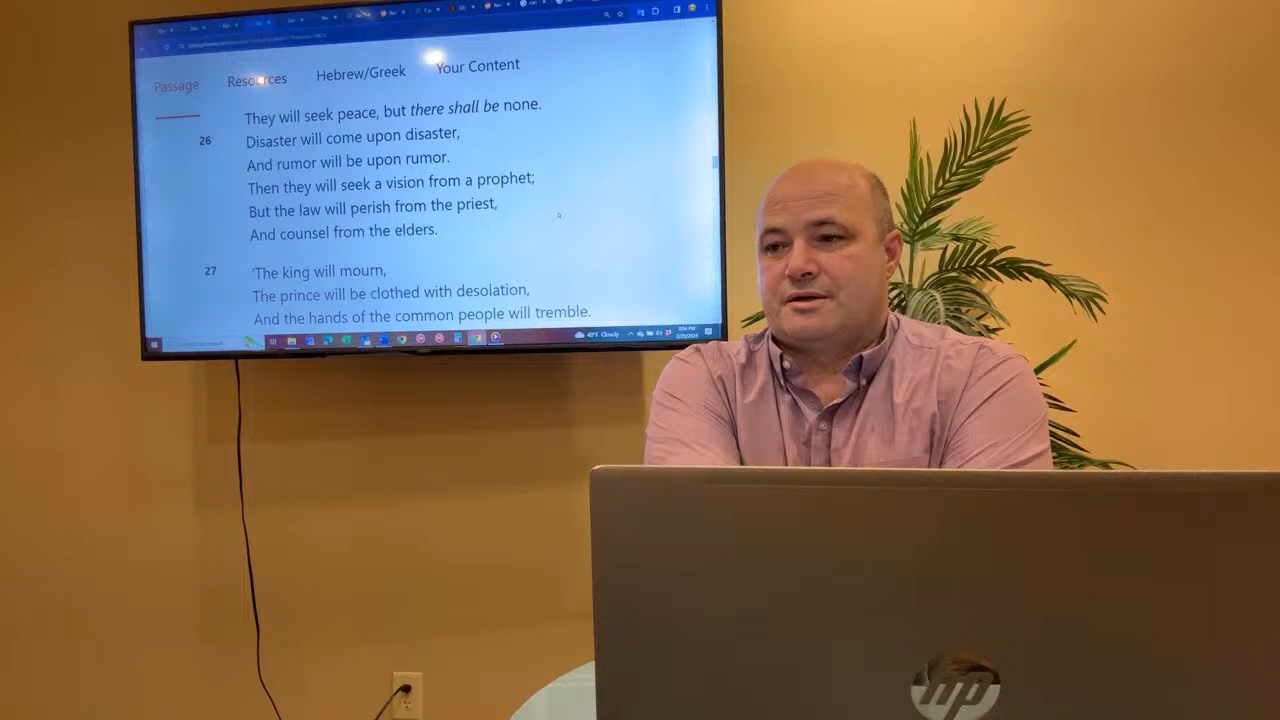 Passage Resources Hebrew/Greek Your Content
They will seek peace, but there shall be none.
26 Disaster will come upon disaster,
And rumor will be upon rumor.
Then they will seek a vision from a prophet;
But the law will perish from the priest,
And counsel from the elders.
27 'The king will mourn,
The prince will be clothed with desolation,
And the hands of the common people will tremble.
48°F Cloudy
hp